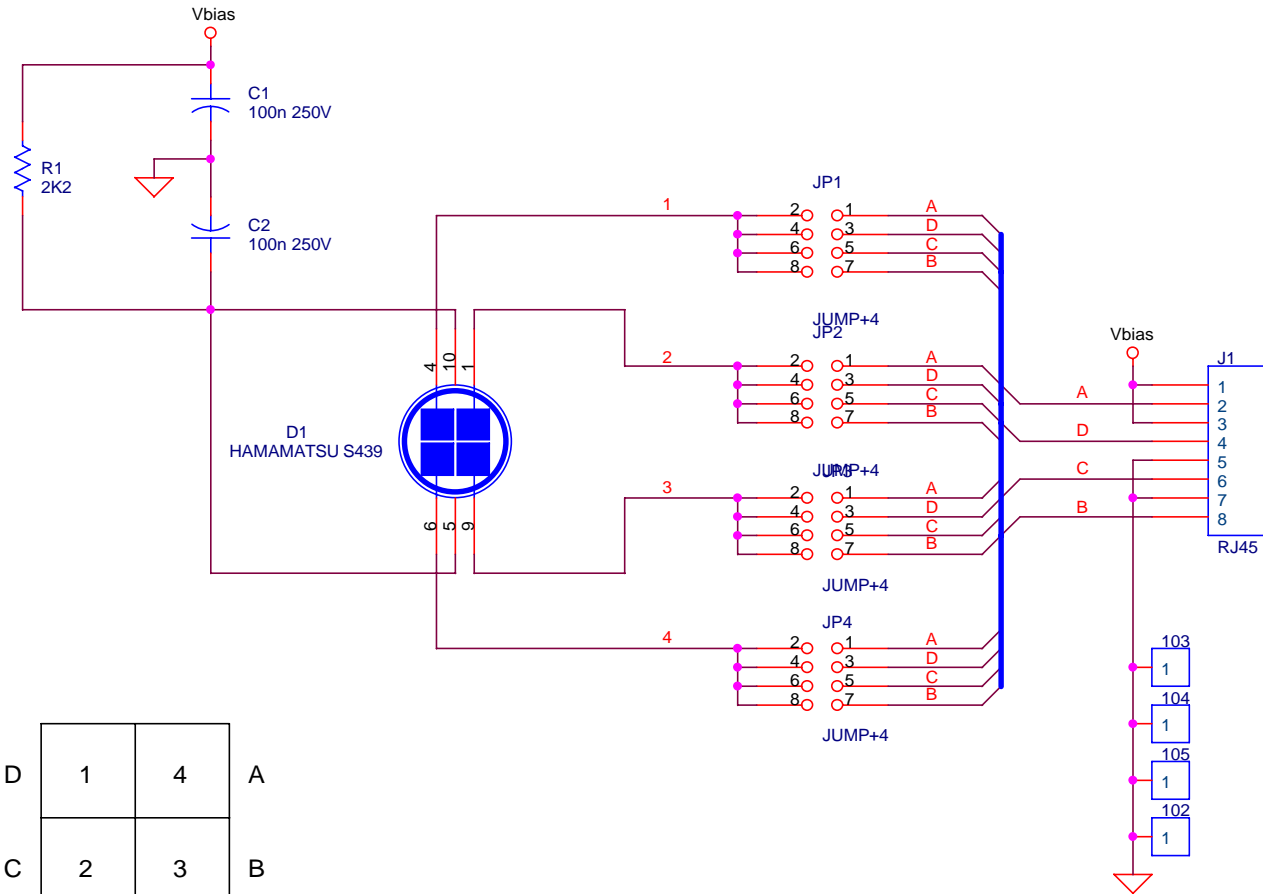 Vbias
C1
100n 250V
R1
2K2
C2
100n 250V
D1
HAMAMATSU S439
4 10 1
6 5 9
1
JP1
2 1 A
4 3 D
6 5 C
8 7 B
JUMP+4
JP2
2
2 1 A
4 3 D
6 5 C
8 7 B
JUMP+4
JP3
3
2 1 A
4 3 D
6 5 C
8 7 B
JUMP+4
JP4
4
2 1 A
4 3 D
6 5 C
8 7 B
JUMP+4
Vbias
J1
1
A 2
3
D 4
5
C 6
7
B 8
RJ45
103
1
104
1
105
1
102
1
D 1 4 A
C 2 3 B